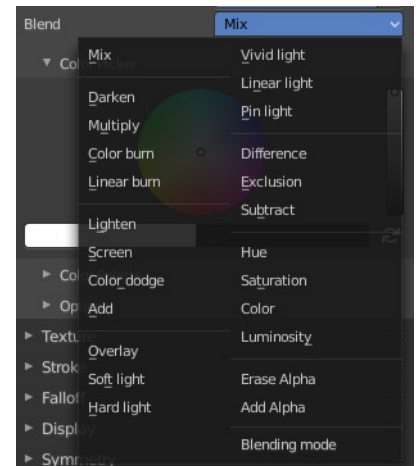 Blend
Mix
Mix
Darken
Multiply
Color burn
Linear burn
Lighten
Screen
Color dodge
Add
Overlay
Soft light
Hard light
Vivid light
Linear light
Pin light
Difference
Exclusion
Subtract
Hue
Saturation
Color
Luminosity
Erase Alpha
Add Alpha
Blending mode
Symmetry